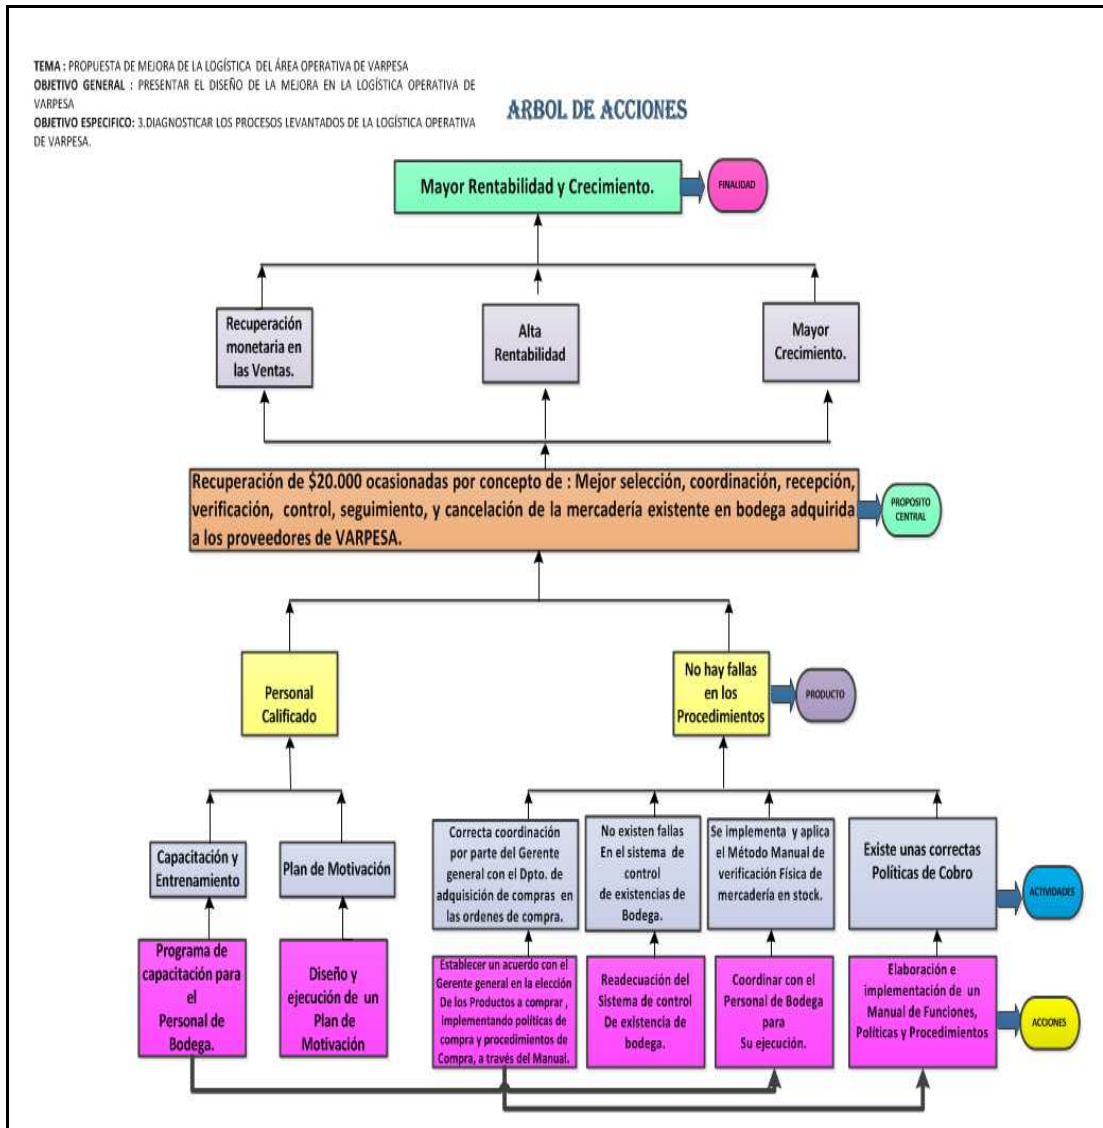 TEMA : PROPUESTA DE MEJORA DE LA LOGÍSTICA DEL ÁREA OPERATIVA DE VARPESA
OBJETIVO GENERAL : PRESENTAR EL DISEÑO DE LA MEJORA EN LA LOGÍSTICA OPERATIVA DE
VARPESA
OBJETIVO ESPECIFICO: 3.DIAGNOSTICAR LOS PROCESOS LEVANTADOS DE LA LOGÍSTICA OPERATIVA
DE VARPESA.
ARBOL DE ACCIONES
Mayor Rentabilidad y Crecimiento.
FINALIDAD
Recuperación
monetaria en
las Ventas.
Alta
Rentabilidad
Mayor
Crecimiento.
Recuperación de $20.000 ocasionadas por concepto de : Mejor selección, coordinación, recepción,
verificación, control, seguimiento, y cancelación de la mercadería existente en bodega adquirida
a los proveedores de VARPESA.
PROPOSITO
CENTRAL
Personal
Calificado
No hay fallas
en los
Procedimientos
PRODUCTO
Capacitación y
Entrenamiento
Plan de Motivación
Correcta coordinación
por parte del Gerente
general con el Dpto. de
adquisición de compras en
las ordenes de compra.
No existen fallas
En el sistema de
control
de existencias de
Bodega.
Se implementa y aplica
el Método Manual de
verificación Física de
mercadería en stock.
Existe unas correctas
Políticas de Cobro
ACTIVIDADES
Programa de
capacitación para
el
Personal de
Bodega.
Diseño y
ejecución de un
Plan de
Motivación
Establecer un acuerdo con el
Gerente general en la elección
De los Productos a comprar ,
implementando políticas de
compra y procedimientos de
Compra, a través del Manual.
Readecuación del
Sistema de control
De existencia de
bodega.
Coordinar con el
Personal de Bodega
para
Su ejecución.
Elaboración e
implementación de un
Manual de Funciones,
Políticas y Procedimientos
ACCIONES